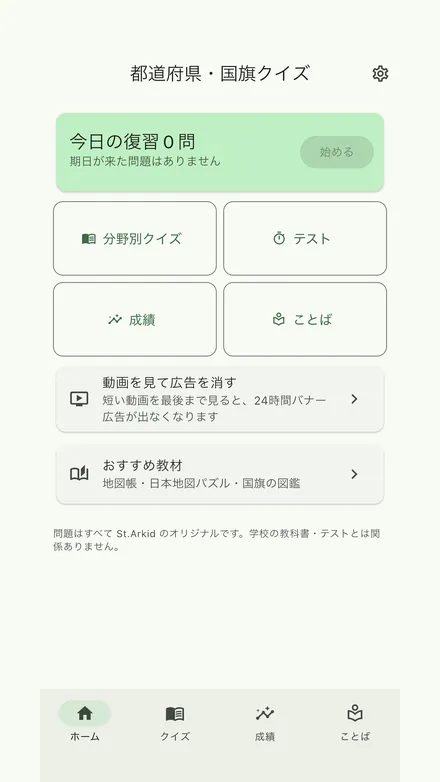 都道府県・国旗クイズ
今日の復習 0 問
期日が来た問題はありません
始める
分野別クイズ
テスト
成績
ことば
動画を見て広告を消す
短い動画を最後まで見ると、24時間バナー
広告が出なくなります
おすすめ教材
地図帳・日本地図パズル・国旗の図鑑
問題はすべて St.Arkid のオリジナルです。学校の教科書・テストとは関
係ありません。
ホーム
クイズ
成績
ことば